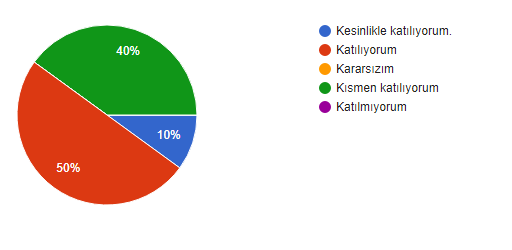 40%
10%
50%
Kesinlikle katılıyorum.
Katılıyorum
Kararsızım
Kısmen katılıyorum
Katılmıyorum